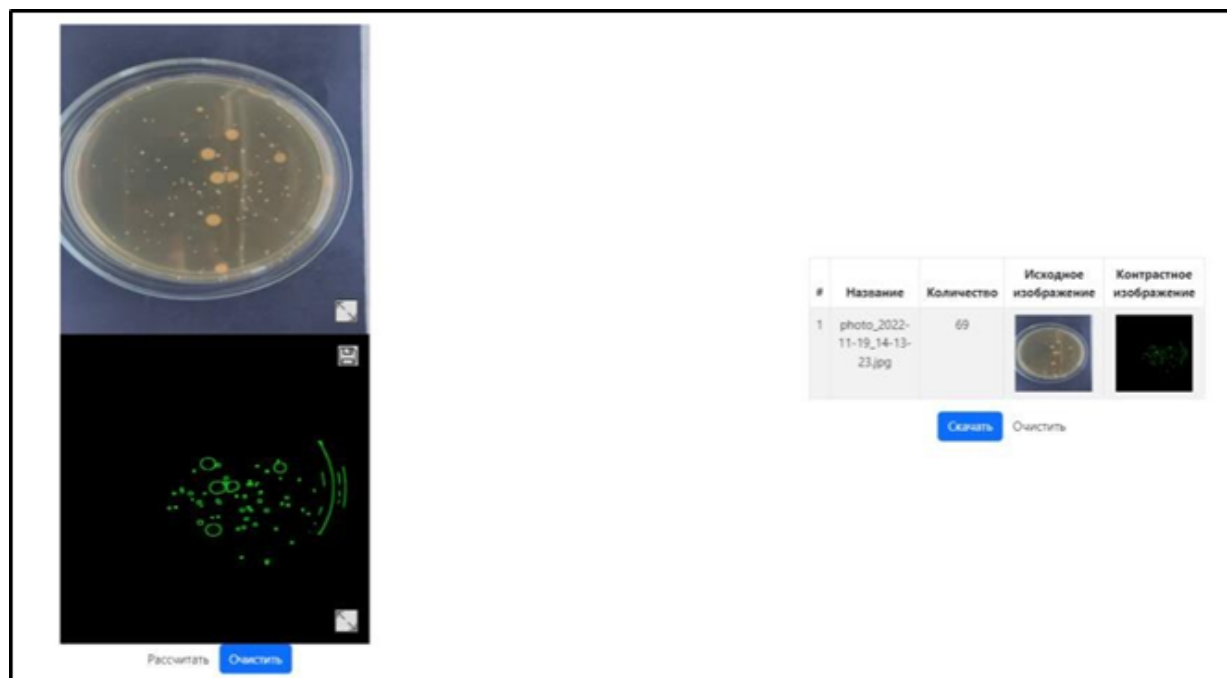 # Название Количество Исходное изображение Контрастное изображение
1 photo_2022-11-19_14-13-23.jpg 69
Скачать Очистить
Рассчитать Очистить